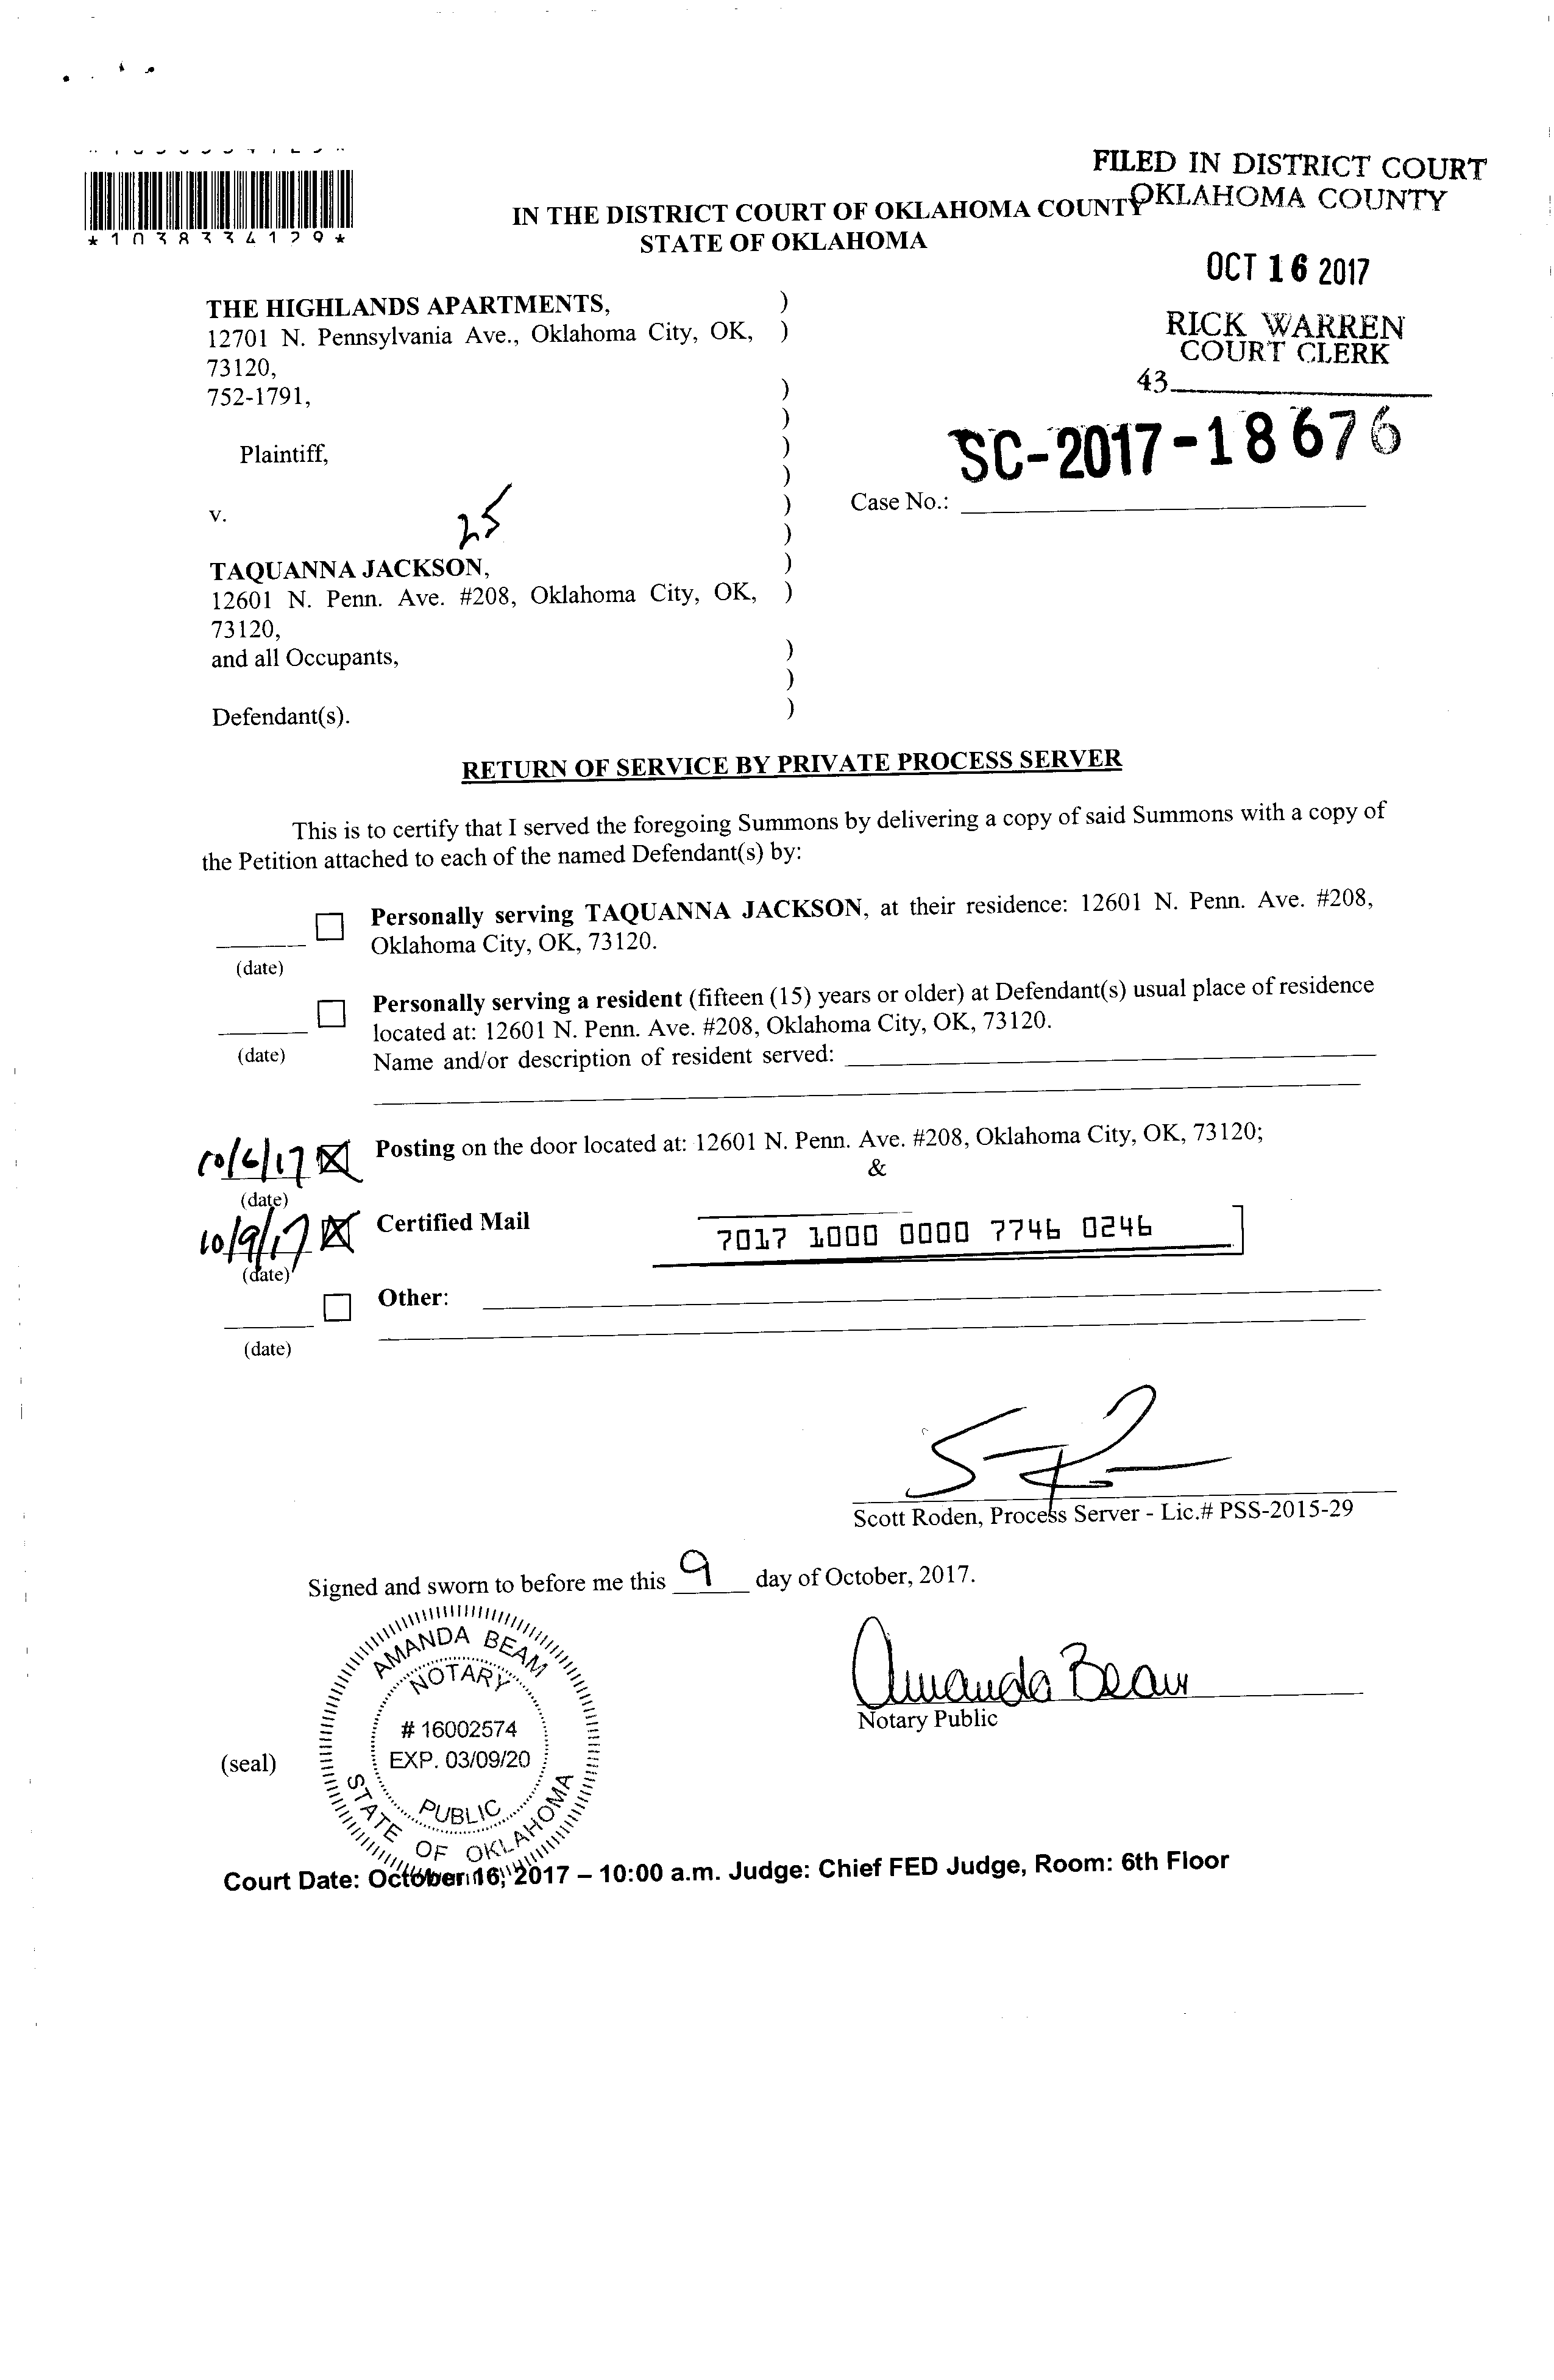 FILED IN DISTRICT COURT
OKLAHOMA COUNTY
*1038334129*
IN THE DISTRICT COURT OF OKLAHOMA COUNTY
STATE OF OKLAHOMA
OCT 16 2017
RICK WARREN
COURT CLERK
43
THE HIGHLANDS APARTMENTS, )
12701 N. Pennsylvania Ave., Oklahoma City, OK, )
73120,
752-1791, )
)
Plaintiff, )
)
SC-2017-18676
v. ) Case No.:
25
)
TAQUANNA JACKSON, )
12601 N. Penn. Ave. #208, Oklahoma City, OK, )
73120,
and all Occupants, )
)
Defendant(s). )
RETURN OF SERVICE BY PRIVATE PROCESS SERVER
This is to certify that I served the foregoing Summons by delivering a copy of said Summons with a copy of
the Petition attached to each of the named Defendant(s) by:
Personally serving TAQUANNA JACKSON, at their residence: 12601 N. Penn. Ave. #208,
Oklahoma City, OK, 73120.
(date)
Personally serving a resident (fifteen (15) years or older) at Defendant(s) usual place of residence
located at: 12601 N. Penn. Ave. #208, Oklahoma City, OK, 73120.
(date)
Name and/or description of resident served:
10/6/17 Posting on the door located at: 12601 N. Penn. Ave. #208, Oklahoma City, OK, 73120;
&
(date)
10/9/17 Certified Mail 7017 1000 0000 7746 0246
(date)
Other:
(date)
Scott Roden, Process Server - Lic.# PSS-2015-29
Signed and sworn to before me this 9 day of October, 2017.
AMANDA BEAM
NOTARY
# 16002574
EXP. 03/09/20
PUBLIC
STATE OF OKLAHOMA
Amanda Beam
Notary Public
(seal)
Court Date: October 16, 2017 – 10:00 a.m. Judge: Chief FED Judge, Room: 6th Floor